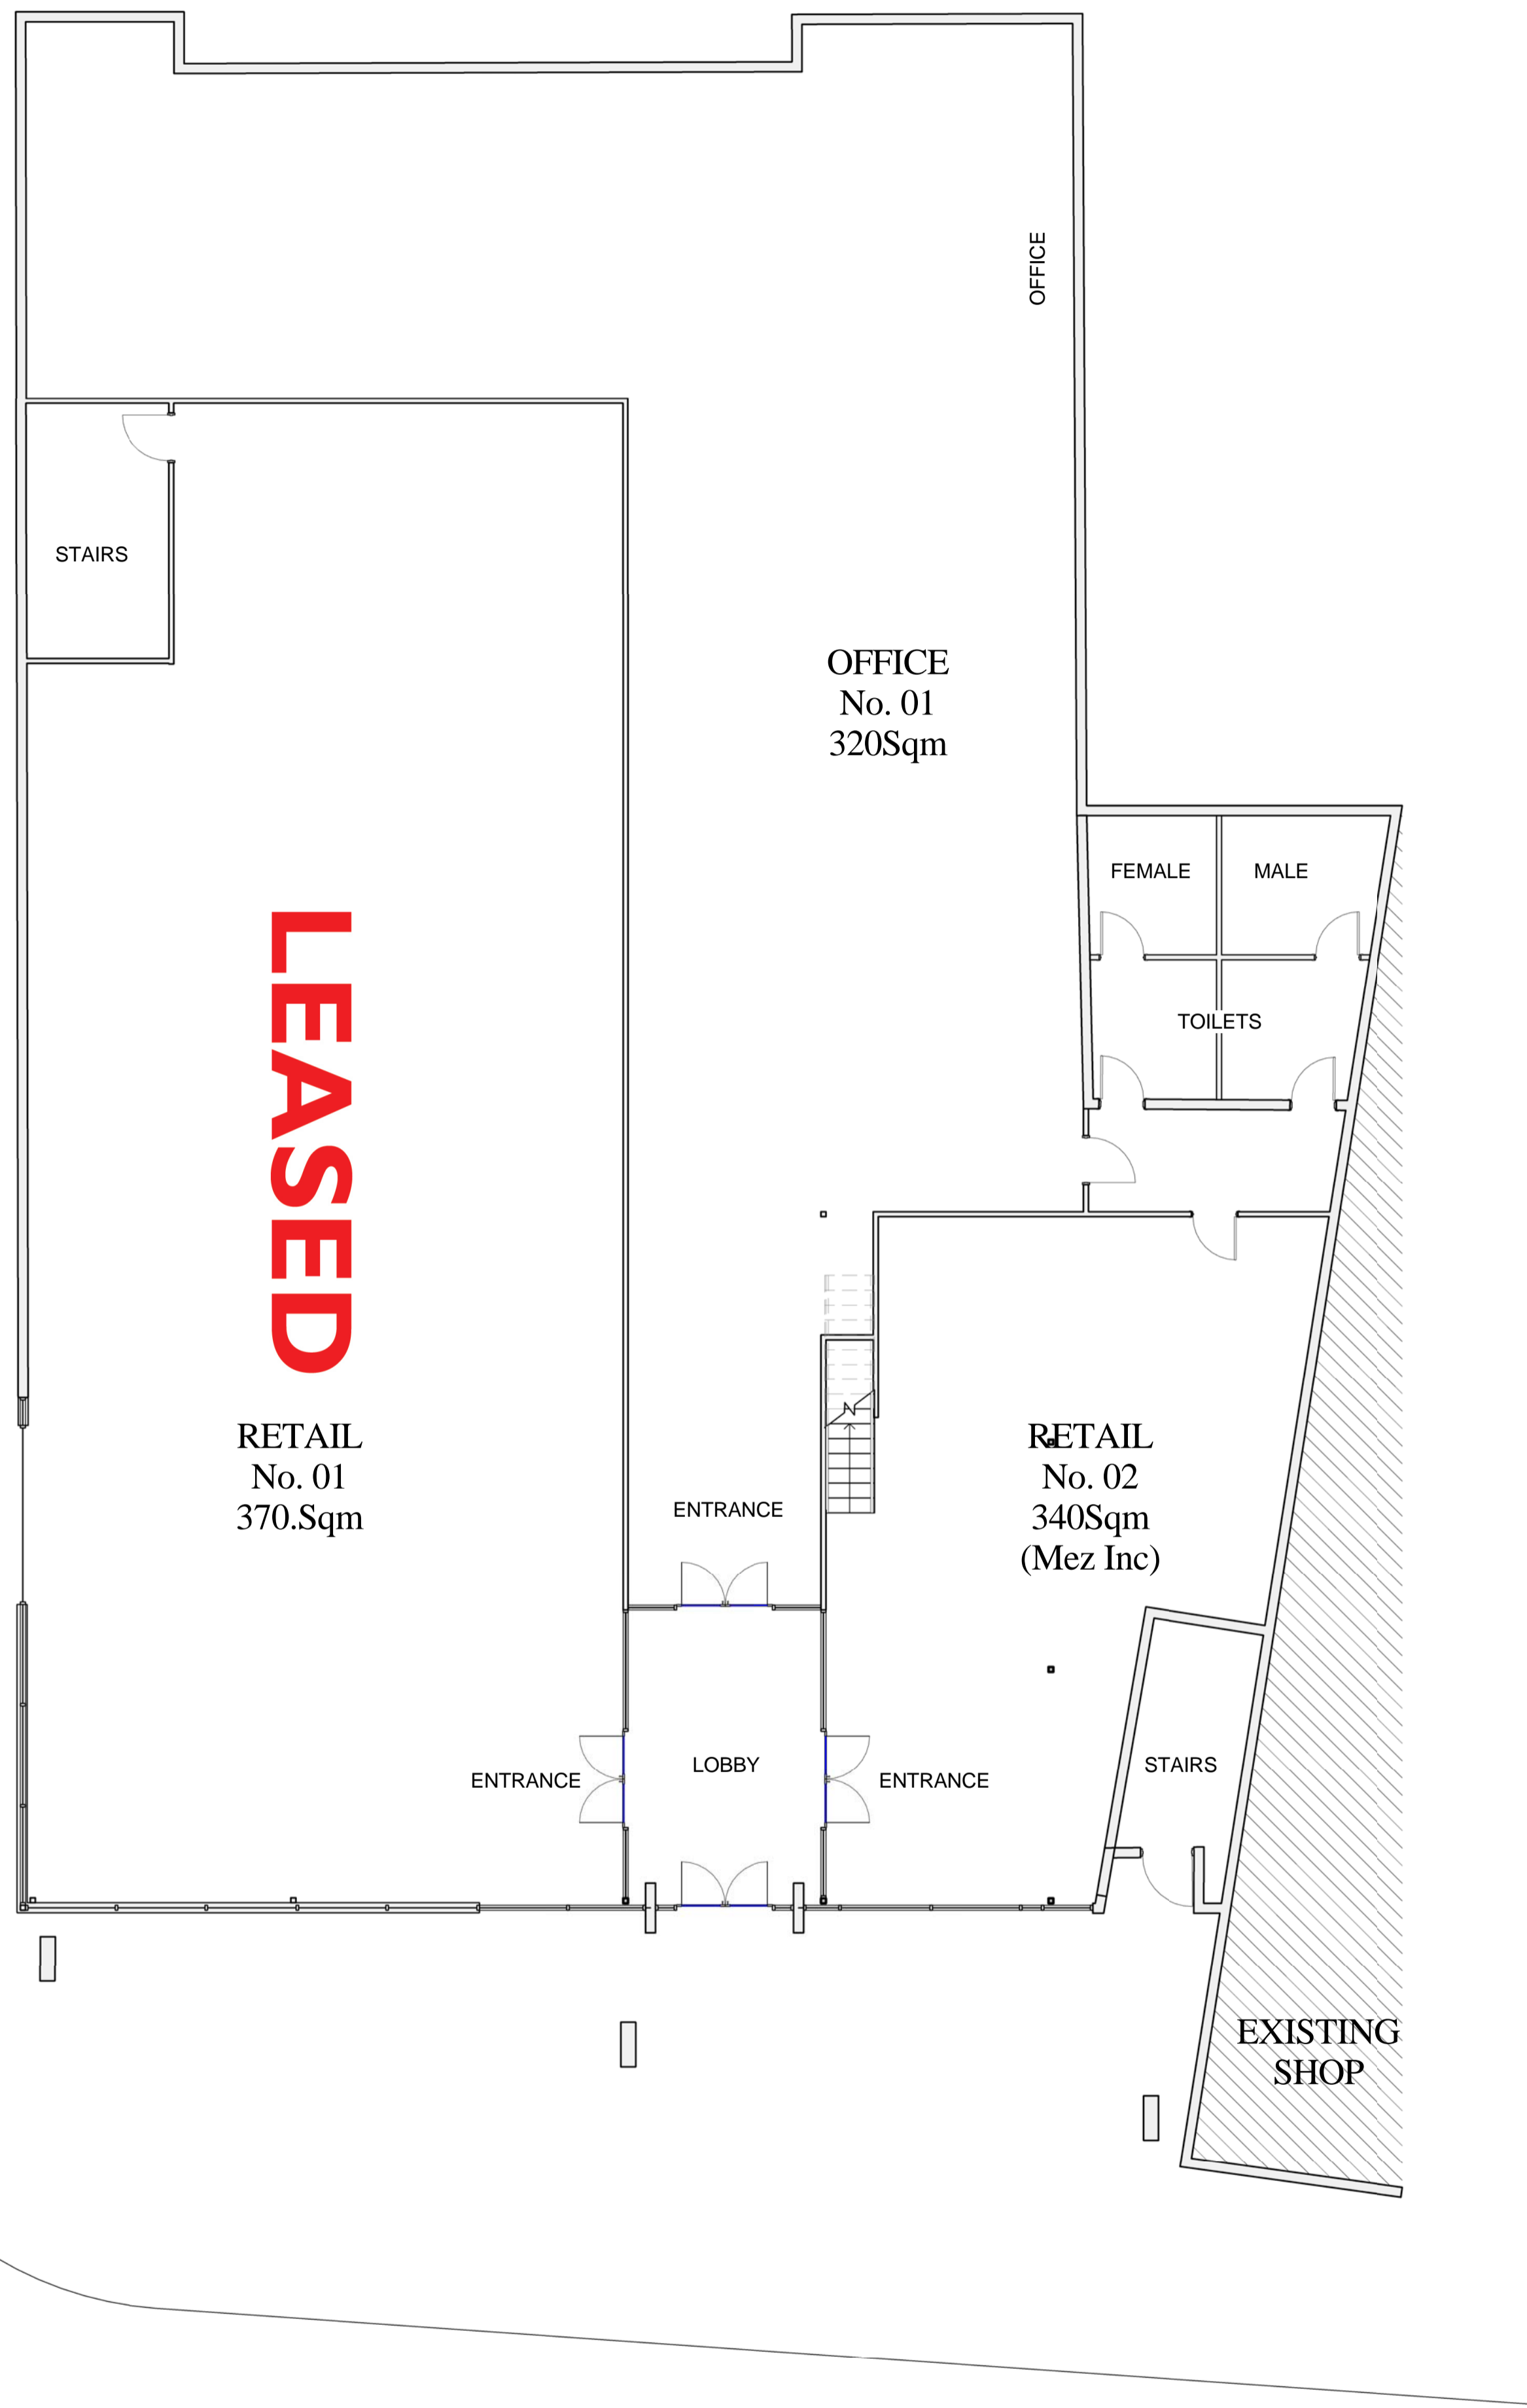 OFFICE
STAIRS
OFFICE
No. 01
320Sqm
FEMALE
MALE
TOILETS
LEASED
RETAIL
No. 01
370.Sqm
RETAIL
No. 02
340Sqm
(Mez Inc)
N
ENTRANCE
ENTRANCE
LOBBY
ENTRANCE
STAIRS
EXISTING
SHOP